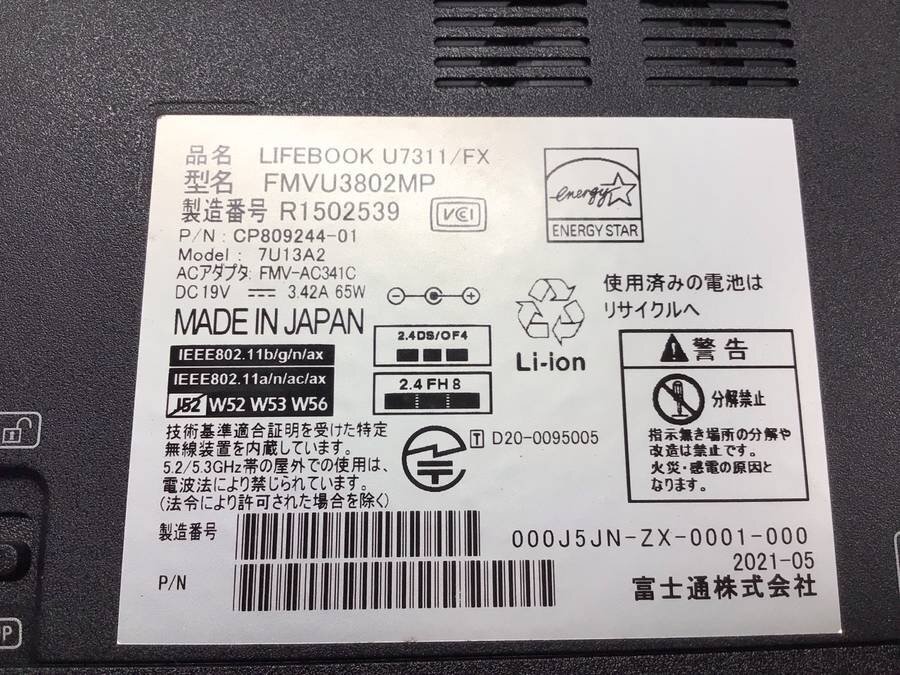 品名 LIFEBOOK U7311/FX
型名 FMVU3802MP
製造番号 R1502539
VCCI
P/N : CP809244-01
Model : 7U13A2
ACアダプタ: FMV-AC341C
DC 19V 3.42A 65W
MADE IN JAPAN
energy
ENERGY STAR
使用済みの電池は
リサイクルへ
Li-ion
2.4DS/OF4
2.4 FH 8
IEEE802.11b/g/n/ax
IEEE802.11a/n/ac/ax
J52 W52 W53 W56
技術基準適合証明を受けた特定
無線装置を内蔵しています。
5.2/5.3GHz帯の屋外での使用は、
電波法により禁じられています。
(法令により許可された場合を除く)
T D20-0095005
警告
分解禁止
指示無き場所の分解や
改造は禁止です。
火災・感電の原因と
なります。
製造番号
P/N
000J5JN-ZX-0001-000
2021-05
富士通株式会社